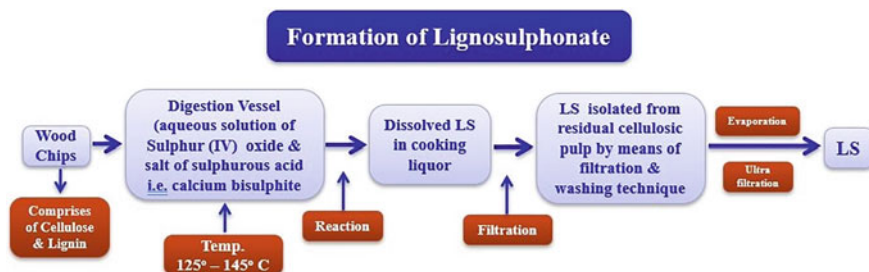 Formation of Lignosulphonate
Wood
Chips
Comprises
of Cellulose
& Lignin
Digestion Vessel
(aqueous solution of
Sulphur (IV) oxide &
salt of sulphurous acid
i.e. calcium bisulphite
Temp.
125° – 145° C
Reaction
Dissolved LS
in cooking
liquor
Filtration
LS isolated from
residual cellulosic
pulp by means of
filtration &
washing technique
Evaporation
Ultra
filtration
LS